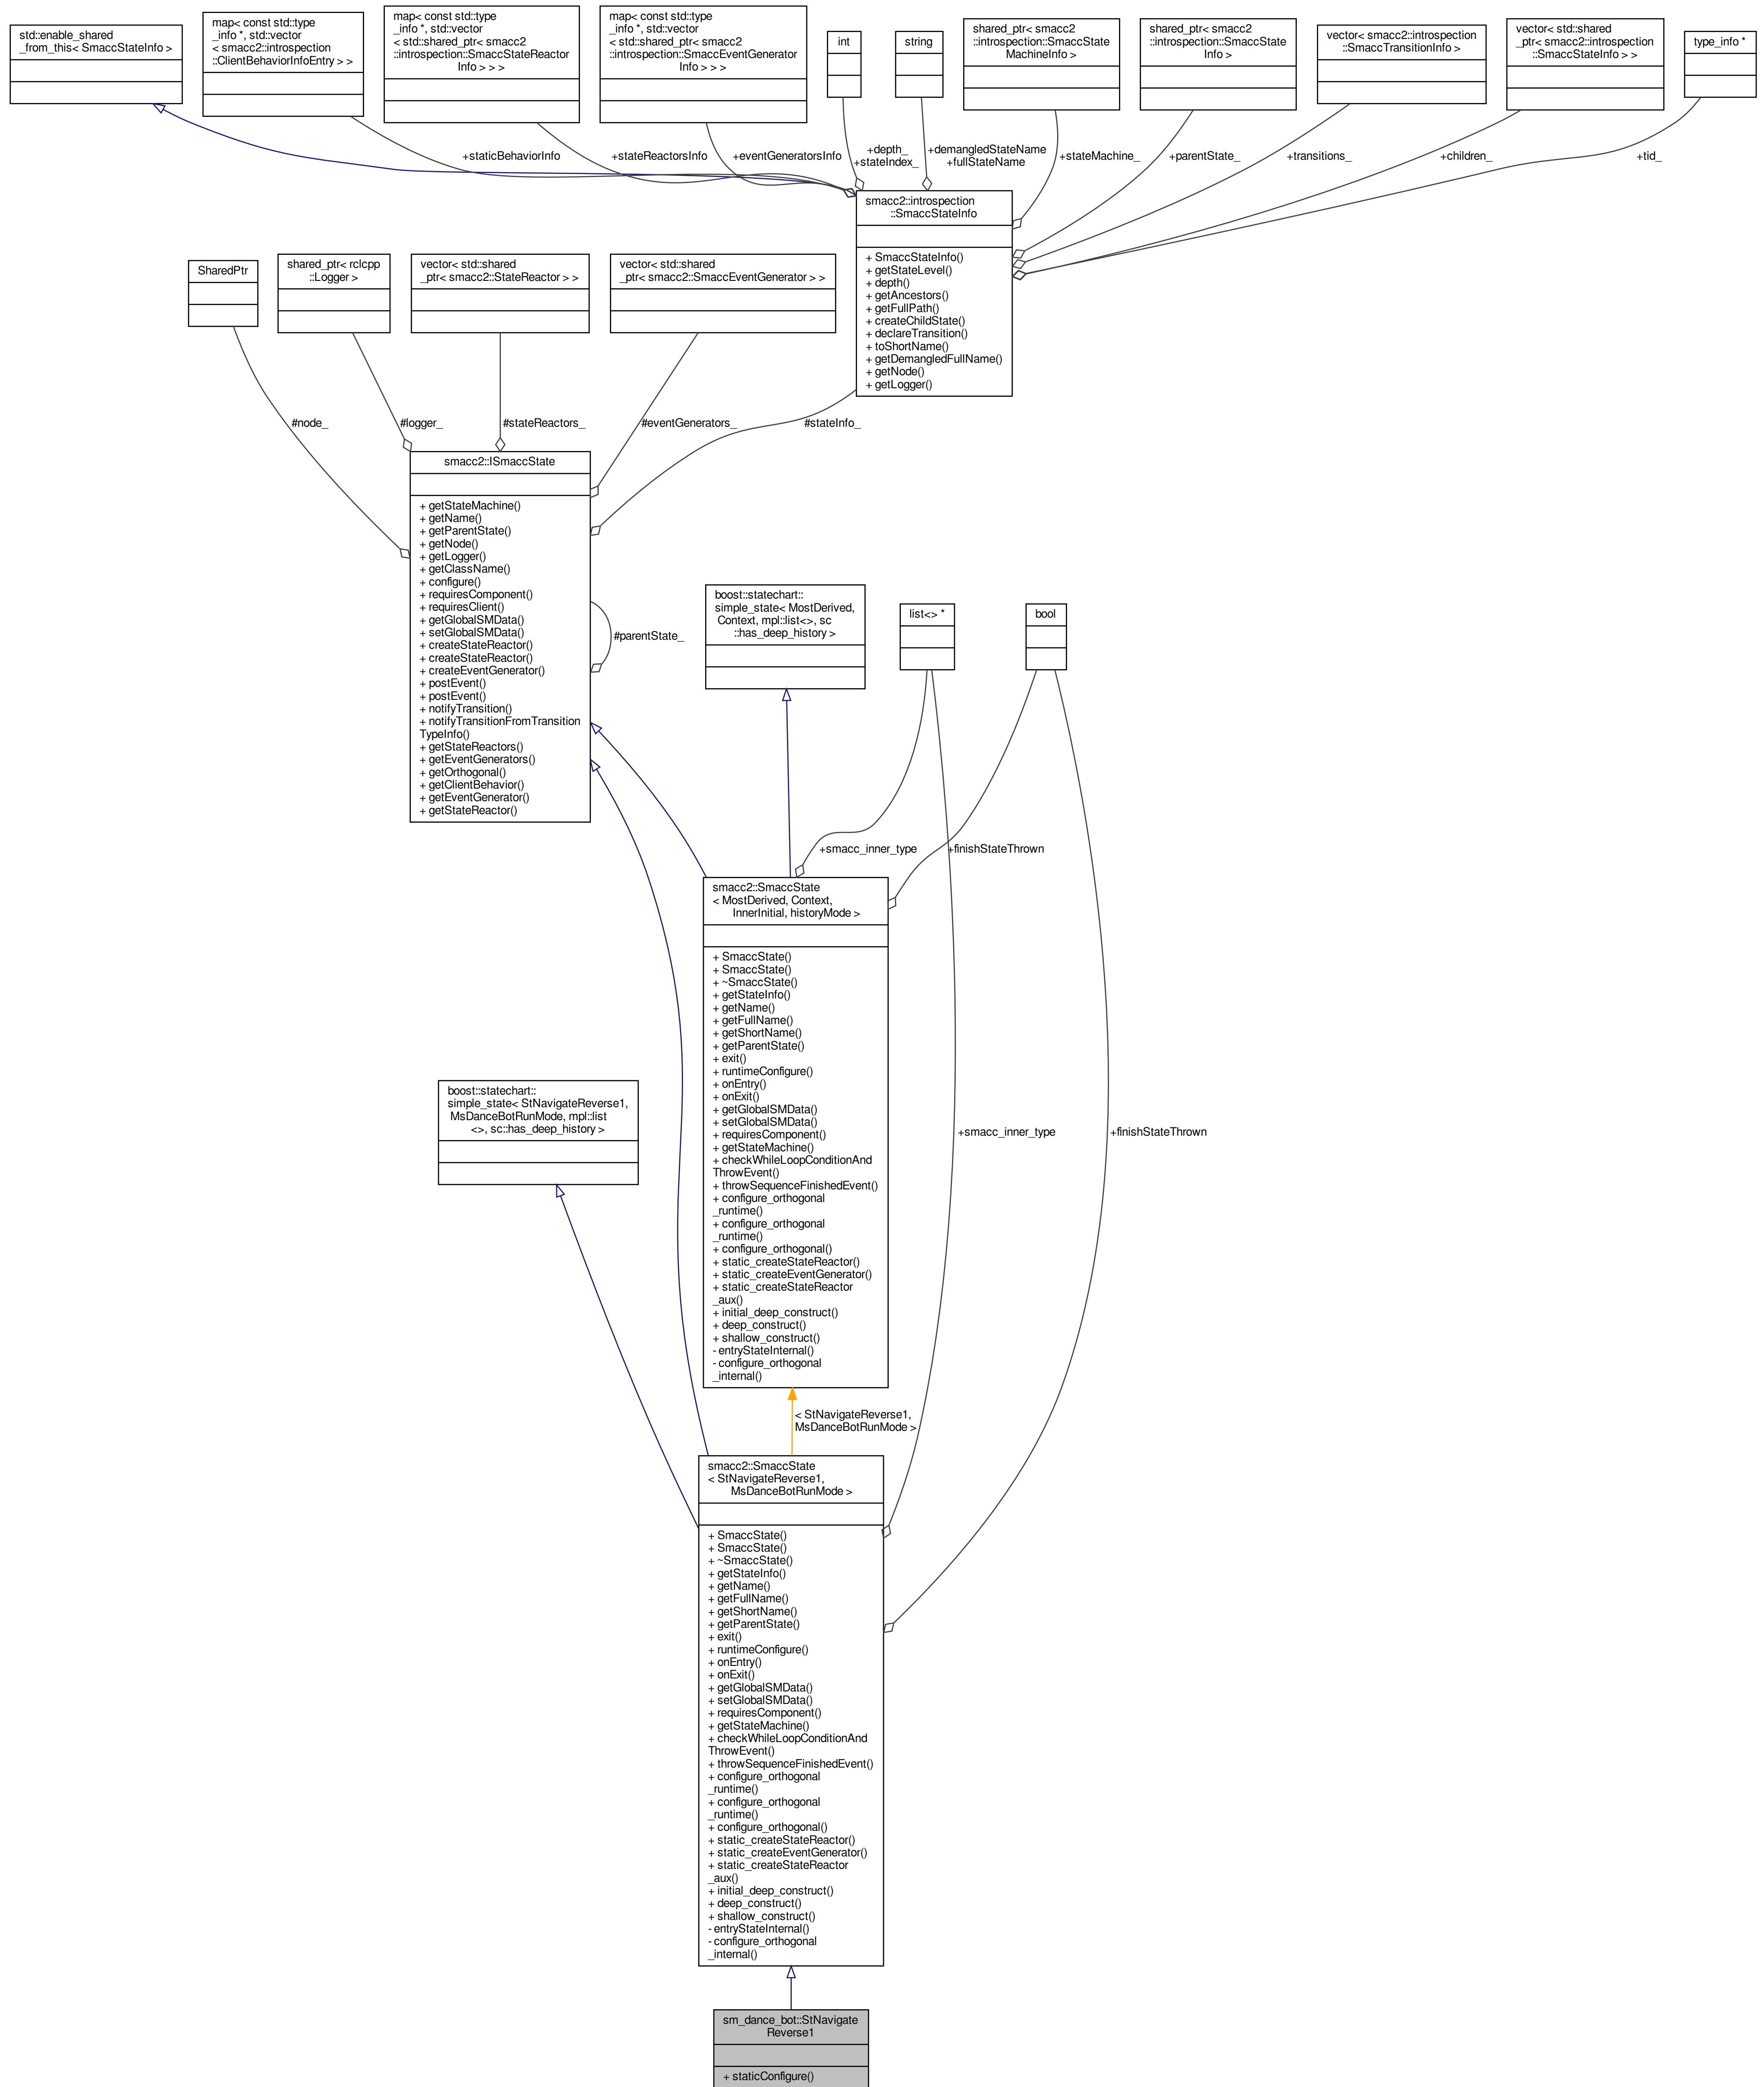 std::enable_shared
_from_this< SmaccStateInfo >
map< const std::type
_info *, std::vector
< smacc2::introspection
::ClientBehaviorInfoEntry > >
map< const std::type
_info *, std::vector
< std::shared_ptr< smacc2
::introspection::SmaccStateReactor
Info > > >
map< const std::type
_info *, std::vector
< std::shared_ptr< smacc2
::introspection::SmaccEventGenerator
Info > > >
int
string
shared_ptr< smacc2
::introspection::SmaccState
MachineInfo >
shared_ptr< smacc2
::introspection::SmaccState
Info >
vector< smacc2::introspection
::SmaccTransitionInfo >
vector< std::shared
_ptr< smacc2::introspection
::SmaccStateInfo > >
type_info *
+staticBehaviorInfo
+stateReactorsInfo
+eventGeneratorsInfo
+depth_
+stateIndex_
+demangledStateName
+fullStateName
+stateMachine_
+parentState_
+transitions_
+children_
+tid_
smacc2::introspection
::SmaccStateInfo
+ SmaccStateInfo()
+ getStateLevel()
+ depth()
+ getAncestors()
+ getFullPath()
+ createChildState()
+ declareTransition()
+ toShortName()
+ getDemangledFullName()
+ getNode()
+ getLogger()
SharedPtr
shared_ptr< rclcpp
::Logger >
vector< std::shared
_ptr< smacc2::StateReactor > >
vector< std::shared
_ptr< smacc2::SmaccEventGenerator > >
#node_
#logger_
#stateReactors_
#eventGenerators_
#stateInfo_
smacc2::ISmaccState
+ getStateMachine()
+ getName()
+ getParentState()
+ getNode()
+ getLogger()
+ getClassName()
+ configure()
+ requiresComponent()
+ requiresClient()
+ getGlobalSMData()
+ setGlobalSMData()
+ createStateReactor()
+ createStateReactor()
+ createEventGenerator()
+ postEvent()
+ postEvent()
+ notifyTransition()
+ notifyTransitionFromTransition
TypeInfo()
+ getStateReactors()
+ getEventGenerators()
+ getOrthogonal()
+ getClientBehavior()
+ getEventGenerator()
+ getStateReactor()
#parentState_
boost::statechart::
simple_state< MostDerived,
Context, mpl::list<>, sc
::has_deep_history >
list<> *
bool
+smacc_inner_type
+finishStateThrown
smacc2::SmaccState
< MostDerived, Context,
InnerInitial, historyMode >
+ SmaccState()
+ SmaccState()
+ ~SmaccState()
+ getStateInfo()
+ getName()
+ getFullName()
+ getShortName()
+ getParentState()
+ exit()
+ runtimeConfigure()
+ onEntry()
+ onExit()
+ getGlobalSMData()
+ setGlobalSMData()
+ requiresComponent()
+ getStateMachine()
+ checkWhileLoopConditionAnd
ThrowEvent()
+ throwSequenceFinishedEvent()
+ configure_orthogonal
_runtime()
+ configure_orthogonal
_runtime()
+ configure_orthogonal()
+ static_createStateReactor()
+ static_createEventGenerator()
+ static_createStateReactor
_aux()
+ initial_deep_construct()
+ deep_construct()
+ shallow_construct()
- entryStateInternal()
- configure_orthogonal
_internal()
boost::statechart::
simple_state< StNavigateReverse1,
MsDanceBotRunMode, mpl::list
<>, sc::has_deep_history >
+smacc_inner_type
+finishStateThrown
< StNavigateReverse1,
MsDanceBotRunMode >
smacc2::SmaccState
< StNavigateReverse1,
MsDanceBotRunMode >
+ SmaccState()
+ SmaccState()
+ ~SmaccState()
+ getStateInfo()
+ getName()
+ getFullName()
+ getShortName()
+ getParentState()
+ exit()
+ runtimeConfigure()
+ onEntry()
+ onExit()
+ getGlobalSMData()
+ setGlobalSMData()
+ requiresComponent()
+ getStateMachine()
+ checkWhileLoopConditionAnd
ThrowEvent()
+ throwSequenceFinishedEvent()
+ configure_orthogonal
_runtime()
+ configure_orthogonal
_runtime()
+ configure_orthogonal()
+ static_createStateReactor()
+ static_createEventGenerator()
+ static_createStateReactor
_aux()
+ initial_deep_construct()
+ deep_construct()
+ shallow_construct()
- entryStateInternal()
- configure_orthogonal
_internal()
sm_dance_bot::StNavigate
Reverse1
+ staticConfigure()